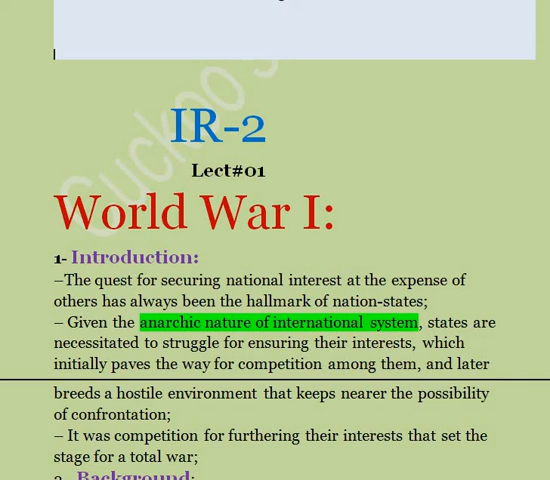 IR-2
Lect#01
World War I:
1- Introduction:
–The quest for securing national interest at the expense of
others has always been the hallmark of nation-states;
– Given the anarchic nature of international system, states are
necessitated to struggle for ensuring their interests, which
initially paves the way for competition among them, and later
breeds a hostile environment that keeps nearer the possibility
of confrontation;
– It was competition for furthering their interests that set the
stage for a total war;
2- Background: